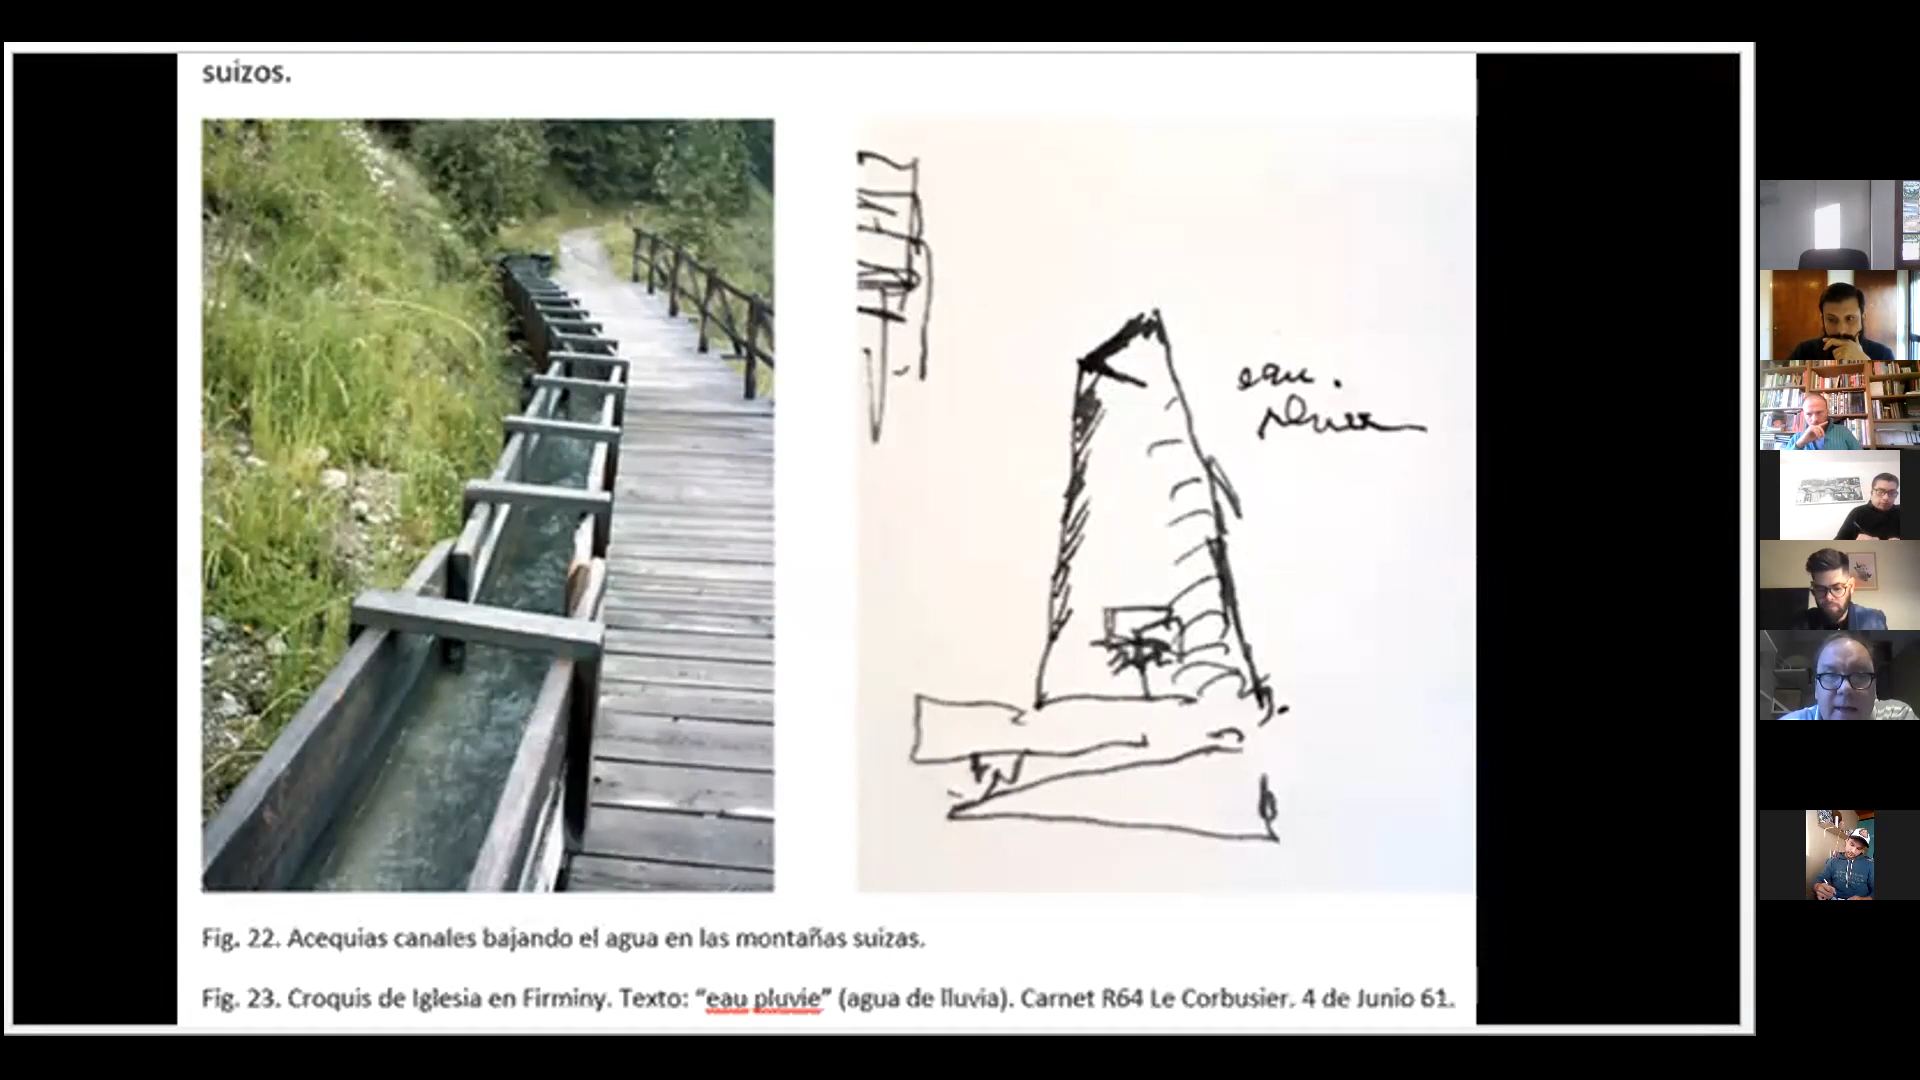 suizos.
eau.
pluvie
Fig. 22. Acequias canales bajando el agua en las montañas suizas.
Fig. 23. Croquis de Iglesia en Firminy. Texto: “eau pluvie” (agua de lluvia). Carnet R64 Le Corbusier. 4 de Junio 61.